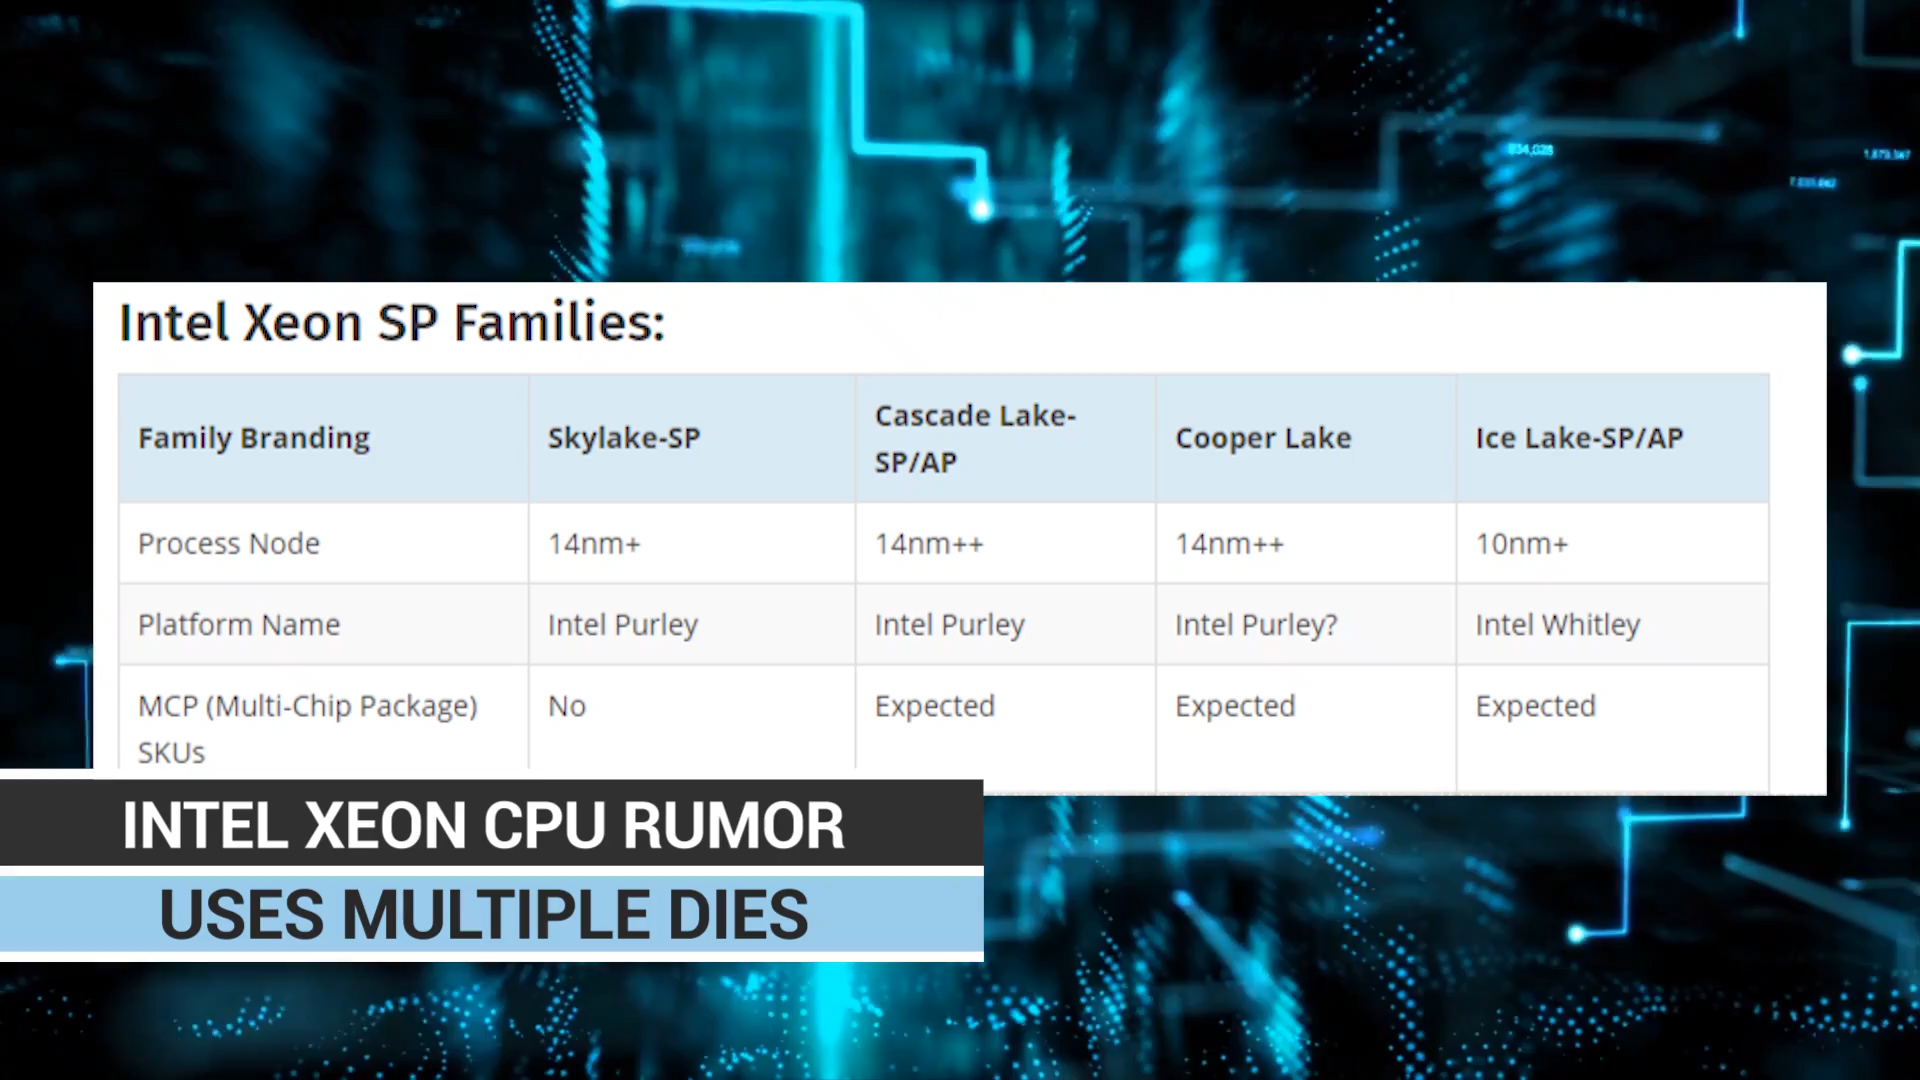 834,028
Intel Xeon SP Families:
Family Branding
Skylake-SP
Cascade Lake-
SP/AP
Cooper Lake
Ice Lake-SP/AP
Process Node
14nm+
14nm++
14nm++
10nm+
Platform Name
Intel Purley
Intel Purley
Intel Purley?
Intel Whitley
MCP (Multi-Chip Package)
SKUs
No
Expected
Expected
Expected
INTEL XEON CPU RUMOR
USES MULTIPLE DIES